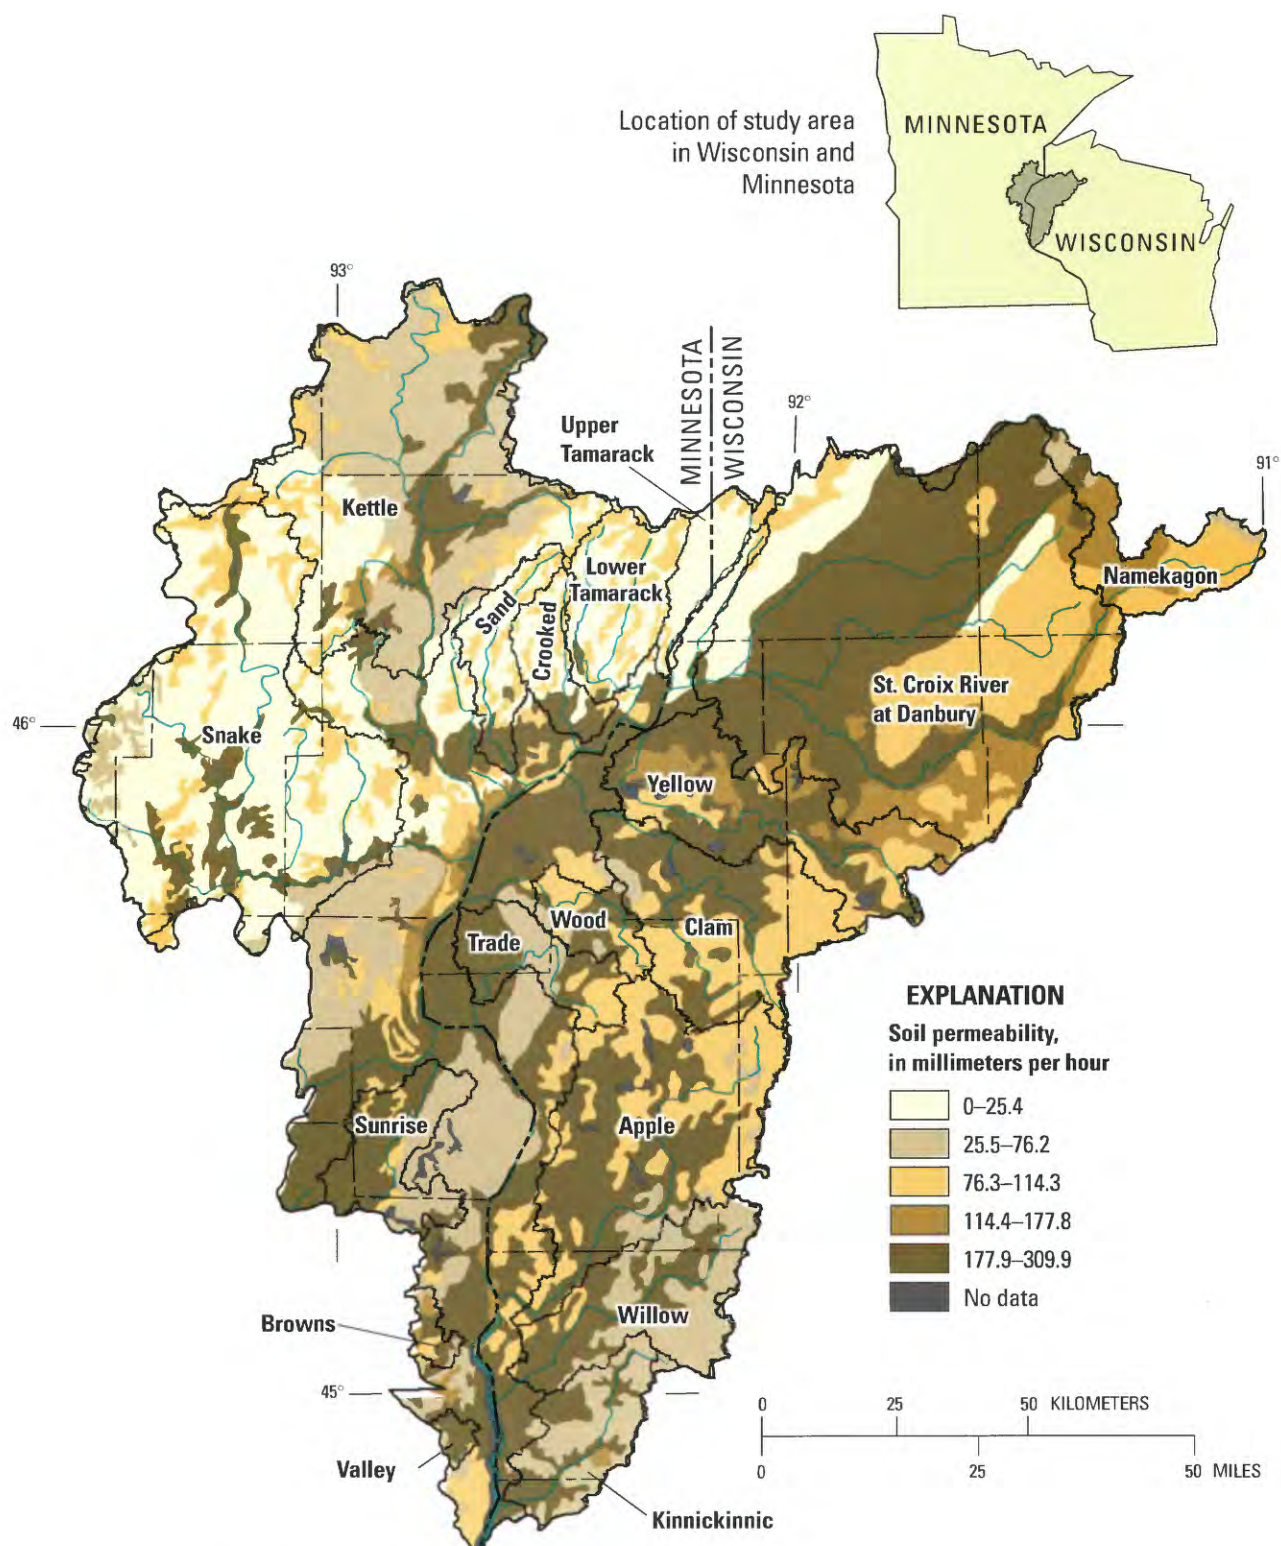 Location of study area
in Wisconsin and
Minnesota
MINNESOTA
WISCONSIN
93°
MINNESOTA
WISCONSIN
92°
91°
Upper
Tamarack
Kettle
Lower
Tamarack
Sand
Crooked
Namekagon
St. Croix River
at Danbury
46°
Snake
Yellow
Wood
Clam
Trade
EXPLANATION
Soil permeability,
in millimeters per hour
0–25.4
25.5–76.2
76.3–114.3
114.4–177.8
177.9–309.9
No data
Sunrise
Apple
Willow
Browns
45°
Valley
Kinnickinnic
0 25 50 KILOMETERS
0 25 50 MILES